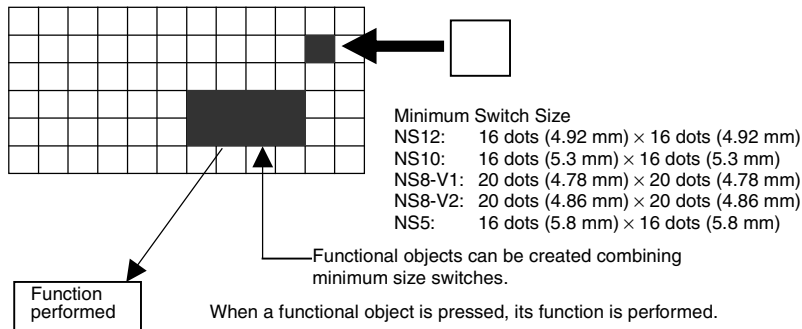 Minimum Switch Size
NS12: 16 dots (4.92 mm) × 16 dots (4.92 mm)
NS10: 16 dots (5.3 mm) × 16 dots (5.3 mm)
NS8-V1: 20 dots (4.78 mm) × 20 dots (4.78 mm)
NS8-V2: 20 dots (4.86 mm) × 20 dots (4.86 mm)
NS5: 16 dots (5.8 mm) × 16 dots (5.8 mm)
Functional objects can be created combining
minimum size switches.
Function
performed
When a functional object is pressed, its function is performed.